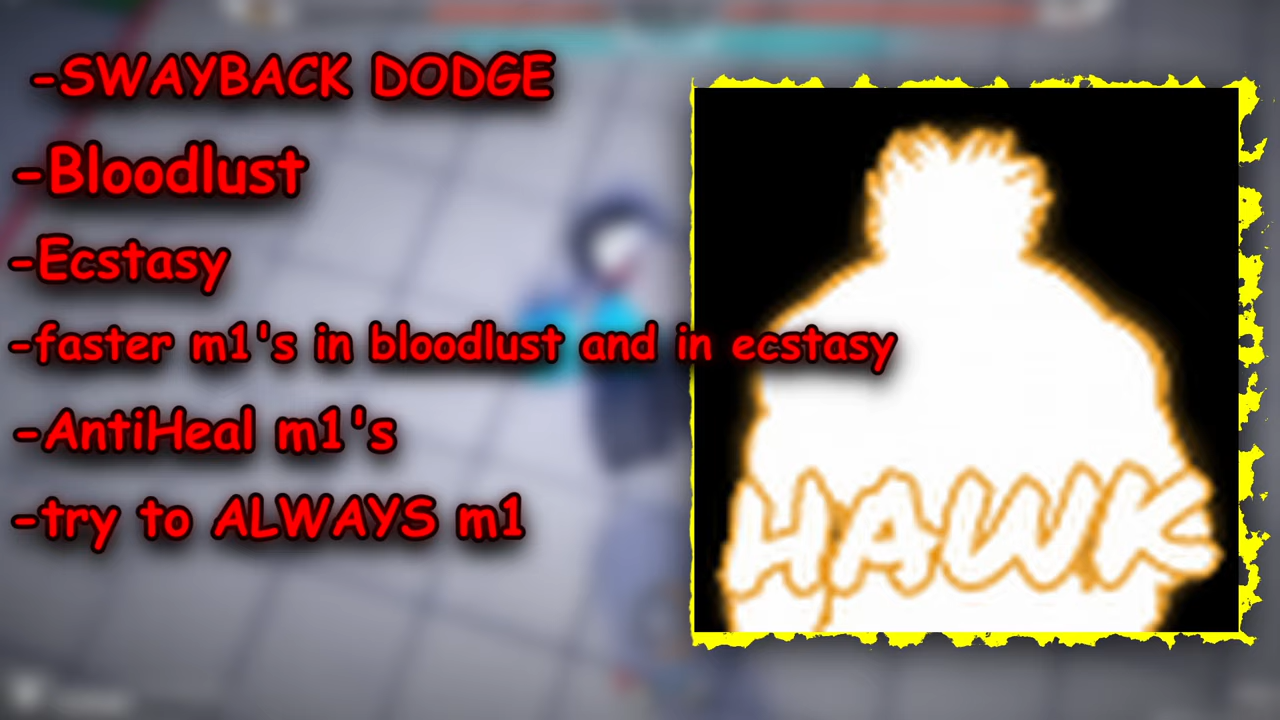 -SWAYBACK DODGE
-Bloodlust
-Ecstasy
-faster m1's in bloodlust and in ecstasy
-AntiHeal m1's
-try to ALWAYS m1
HAWK